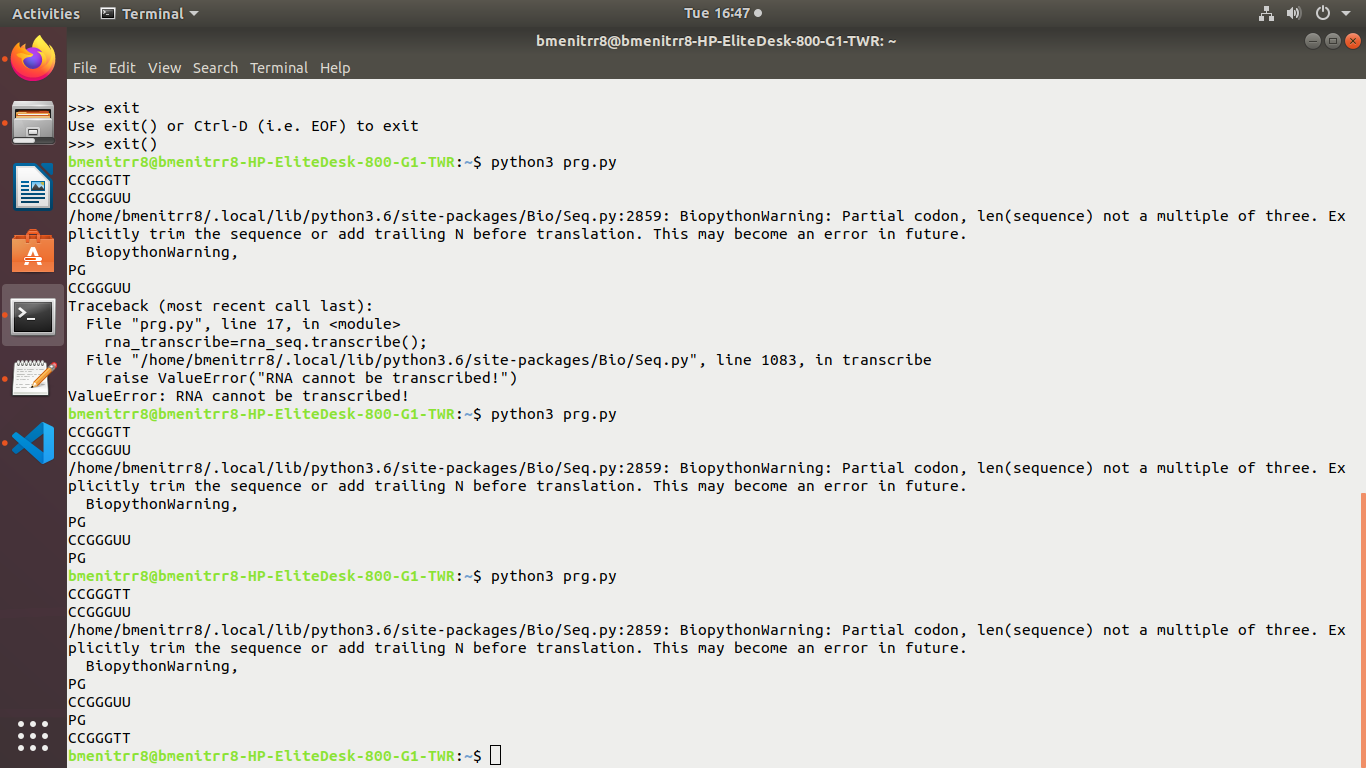 Activities
Terminal
Tue 16:47
bmenitrr8@bmenitrr8-HP-EliteDesk-800-G1-TWR: ~
File Edit View Search Terminal Help
>>> exit
Use exit() or Ctrl-D (i.e. EOF) to exit
>>> exit()
bmenitrr8@bmenitrr8-HP-EliteDesk-800-G1-TWR:~$ python3 prg.py
CCGGGTT
CCGGGUU
/home/bmenitrr8/.local/lib/python3.6/site-packages/Bio/Seq.py:2859: BiopythonWarning: Partial codon, len(sequence) not a multiple of three. Ex
plicitly trim the sequence or add trailing N before translation. This may become an error in future.
  BiopythonWarning,
PG
CCGGGUU
Traceback (most recent call last):
  File "prg.py", line 17, in <module>
    rna_transcribe=rna_seq.transcribe();
  File "/home/bmenitrr8/.local/lib/python3.6/site-packages/Bio/Seq.py", line 1083, in transcribe
    raise ValueError("RNA cannot be transcribed!")
ValueError: RNA cannot be transcribed!
bmenitrr8@bmenitrr8-HP-EliteDesk-800-G1-TWR:~$ python3 prg.py
CCGGGTT
CCGGGUU
/home/bmenitrr8/.local/lib/python3.6/site-packages/Bio/Seq.py:2859: BiopythonWarning: Partial codon, len(sequence) not a multiple of three. Ex
plicitly trim the sequence or add trailing N before translation. This may become an error in future.
  BiopythonWarning,
PG
CCGGGUU
PG
bmenitrr8@bmenitrr8-HP-EliteDesk-800-G1-TWR:~$ python3 prg.py
CCGGGTT
CCGGGUU
/home/bmenitrr8/.local/lib/python3.6/site-packages/Bio/Seq.py:2859: BiopythonWarning: Partial codon, len(sequence) not a multiple of three. Ex
plicitly trim the sequence or add trailing N before translation. This may become an error in future.
  BiopythonWarning,
PG
CCGGGUU
PG
CCGGGTT
bmenitrr8@bmenitrr8-HP-EliteDesk-800-G1-TWR:~$